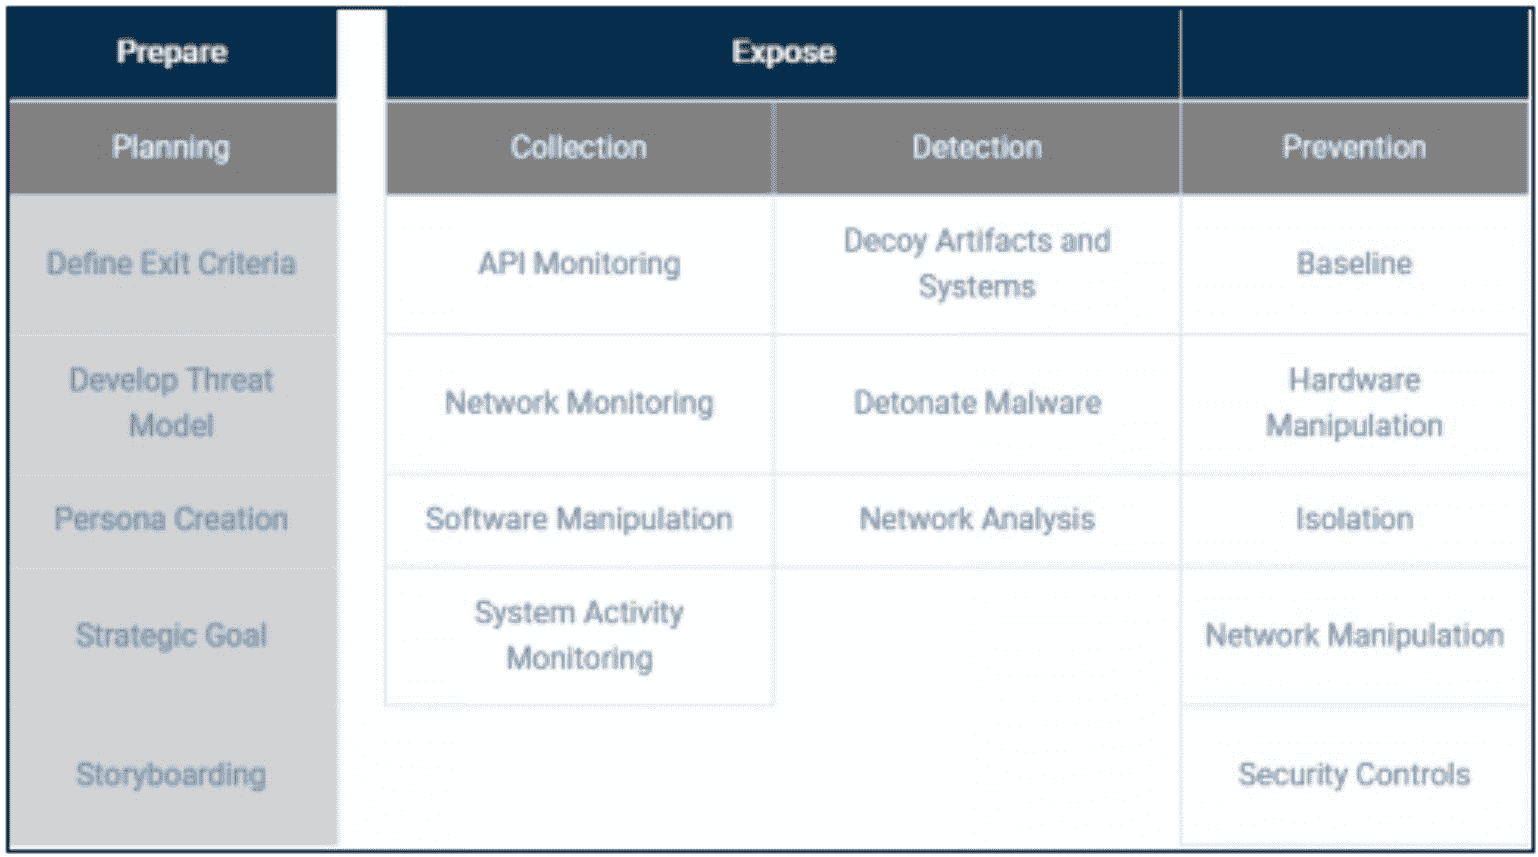 Prepare
Expose
Planning
Collection
Detection
Prevention
Define Exit Criteria
API Monitoring
Decoy Artifacts and
Systems
Baseline
Develop Threat
Model
Network Monitoring
Detonate Malware
Hardware
Manipulation
Persona Creation
Software Manipulation
Network Analysis
Isolation
Strategic Goal
System Activity
Monitoring
Network Manipulation
Storyboarding
Security Controls